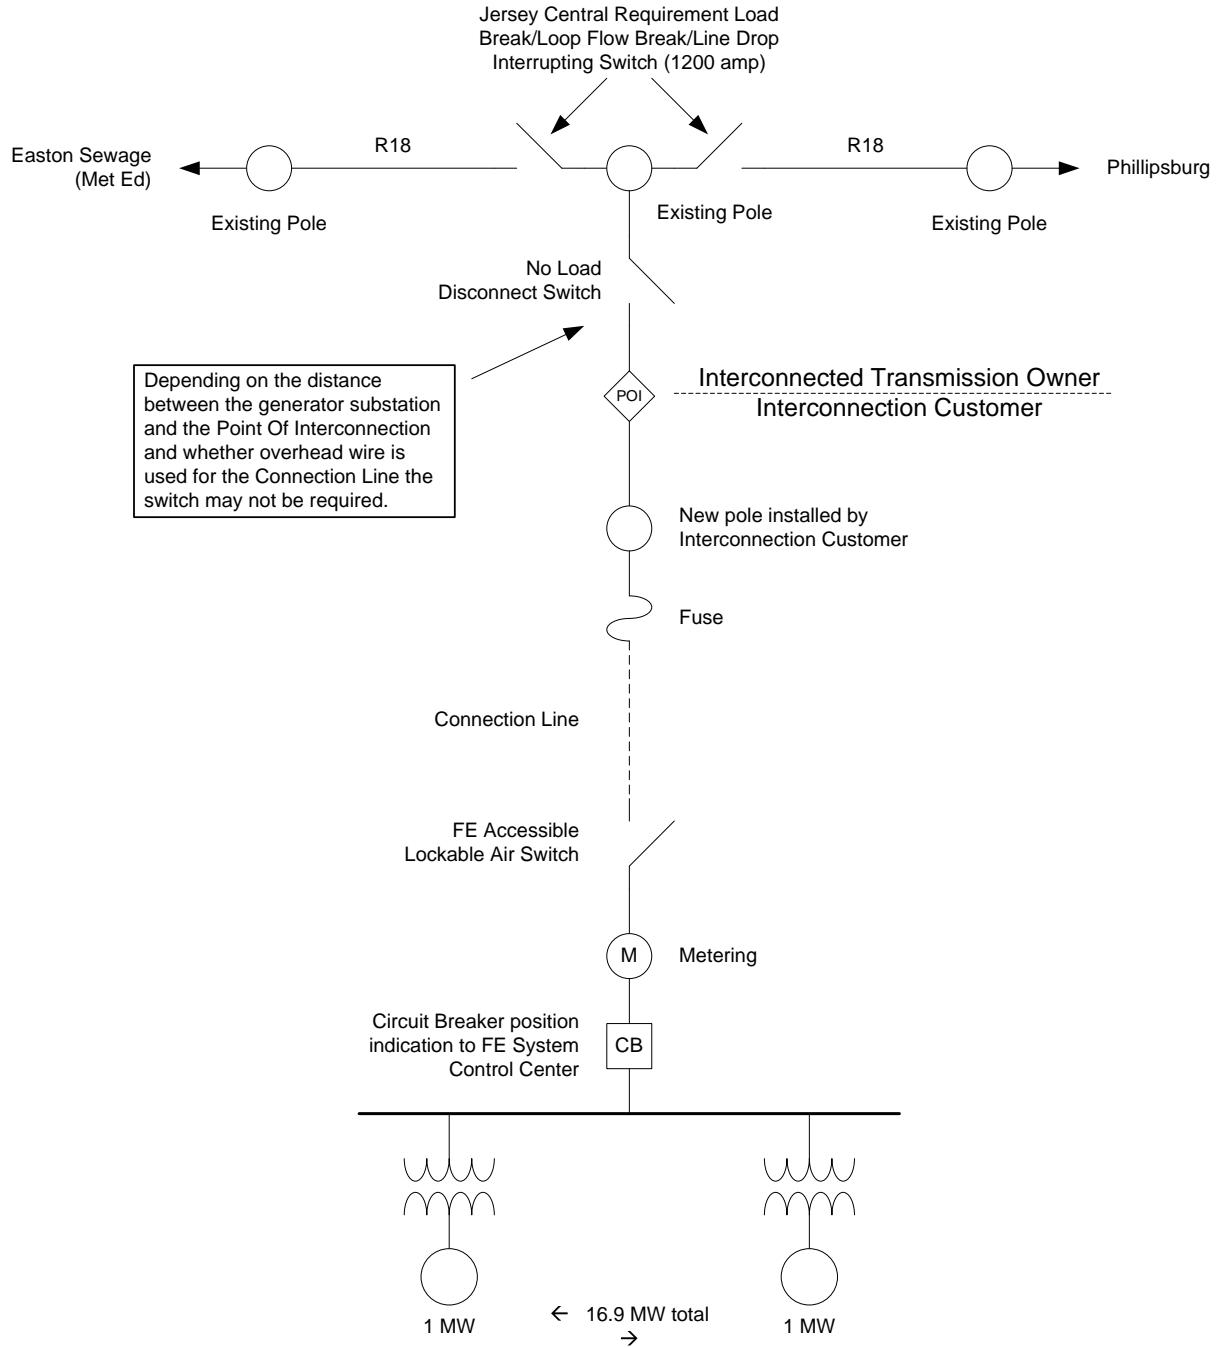 Jersey Central Requirement Load
Break/Loop Flow Break/Line Drop
Interrupting Switch (1200 amp)
R18
R18
Easton Sewage
(Met Ed)
Phillipsburg
Existing Pole
Existing Pole
Existing Pole
No Load
Disconnect Switch
Depending on the distance
between the generator substation
and the Point Of Interconnection
and whether overhead wire is
used for the Connection Line the
switch may not be required.
POI
Interconnected Transmission Owner
Interconnection Customer
New pole installed by
Interconnection Customer
Fuse
Connection Line
FE Accessible
Lockable Air Switch
M
Metering
Circuit Breaker position
indication to FE System
Control Center
CB
1 MW
← 16.9 MW total
→
1 MW